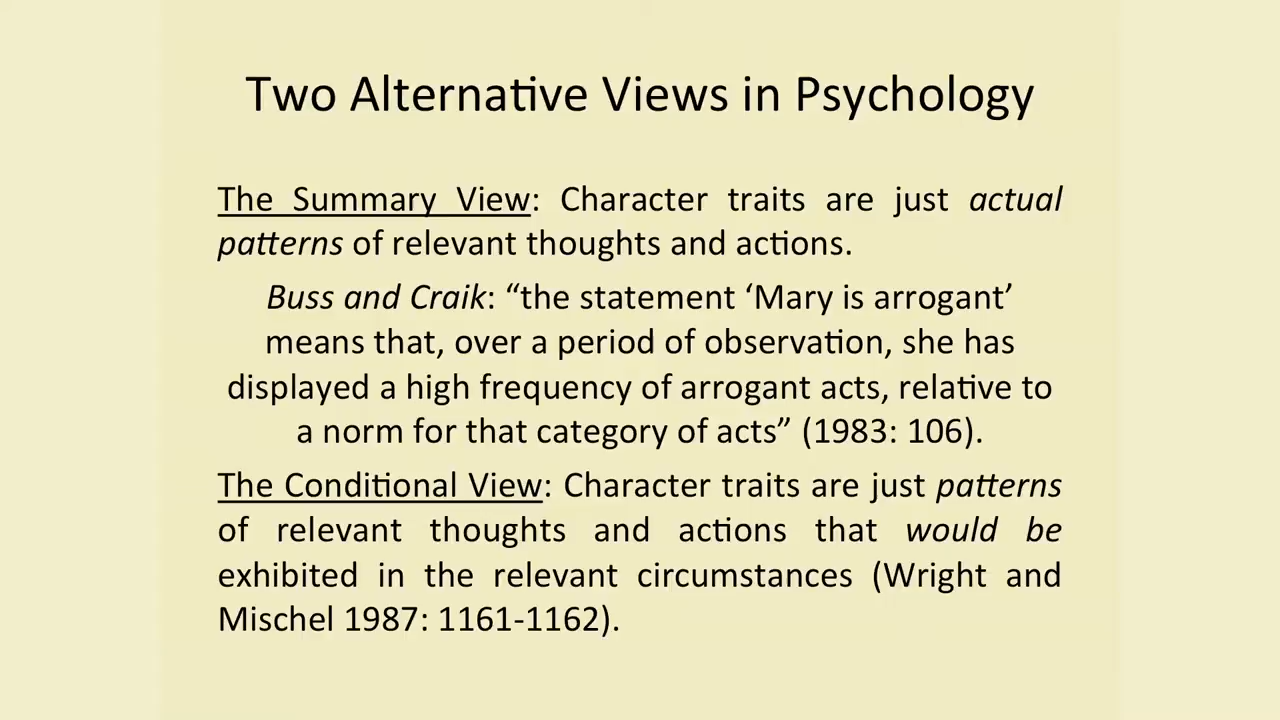 Two Alternative Views in Psychology
The Summary View: Character traits are just actual
patterns of relevant thoughts and actions.
Buss and Craik: “the statement ‘Mary is arrogant’
means that, over a period of observation, she has
displayed a high frequency of arrogant acts, relative to
a norm for that category of acts” (1983: 106).
The Conditional View: Character traits are just patterns
of relevant thoughts and actions that would be
exhibited in the relevant circumstances (Wright and
Mischel 1987: 1161-1162).